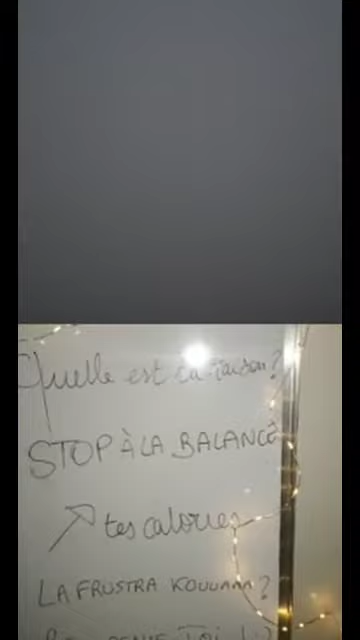 Quelle est ta raison ?
STOP À LA BALANCE
↗ tes calories
LA FRUSTRA KOUUAAA ?